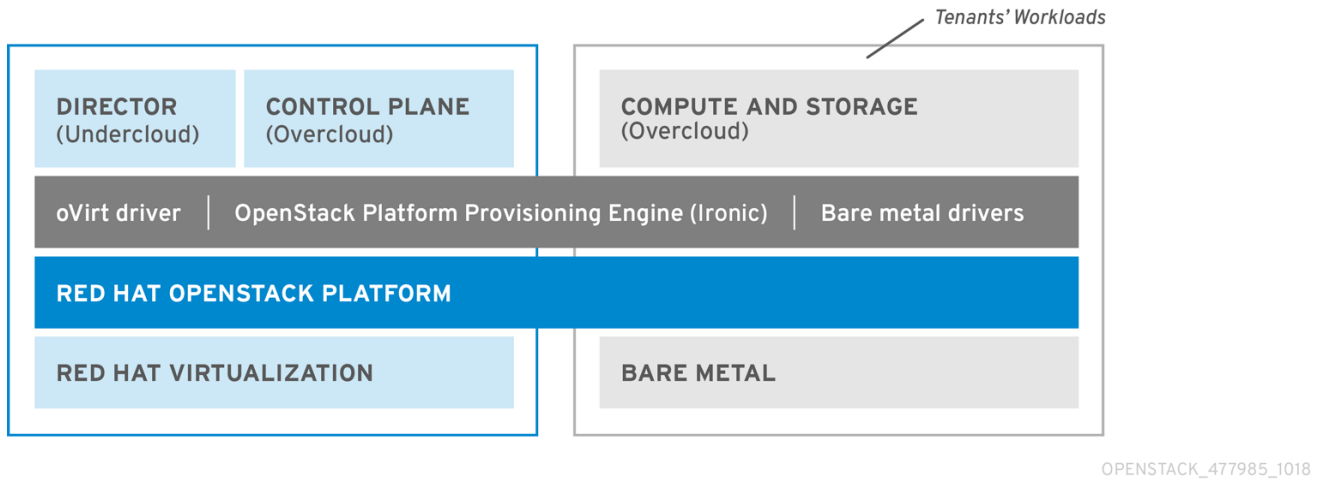 Tenants' Workloads
DIRECTOR
(Undercloud)
CONTROL PLANE
(Overcloud)
COMPUTE AND STORAGE
(Overcloud)
oVirt driver
OpenStack Platform Provisioning Engine (Ironic)
Bare metal drivers
RED HAT OPENSTACK PLATFORM
RED HAT VIRTUALIZATION
BARE METAL
OPENSTACK_477985_1018